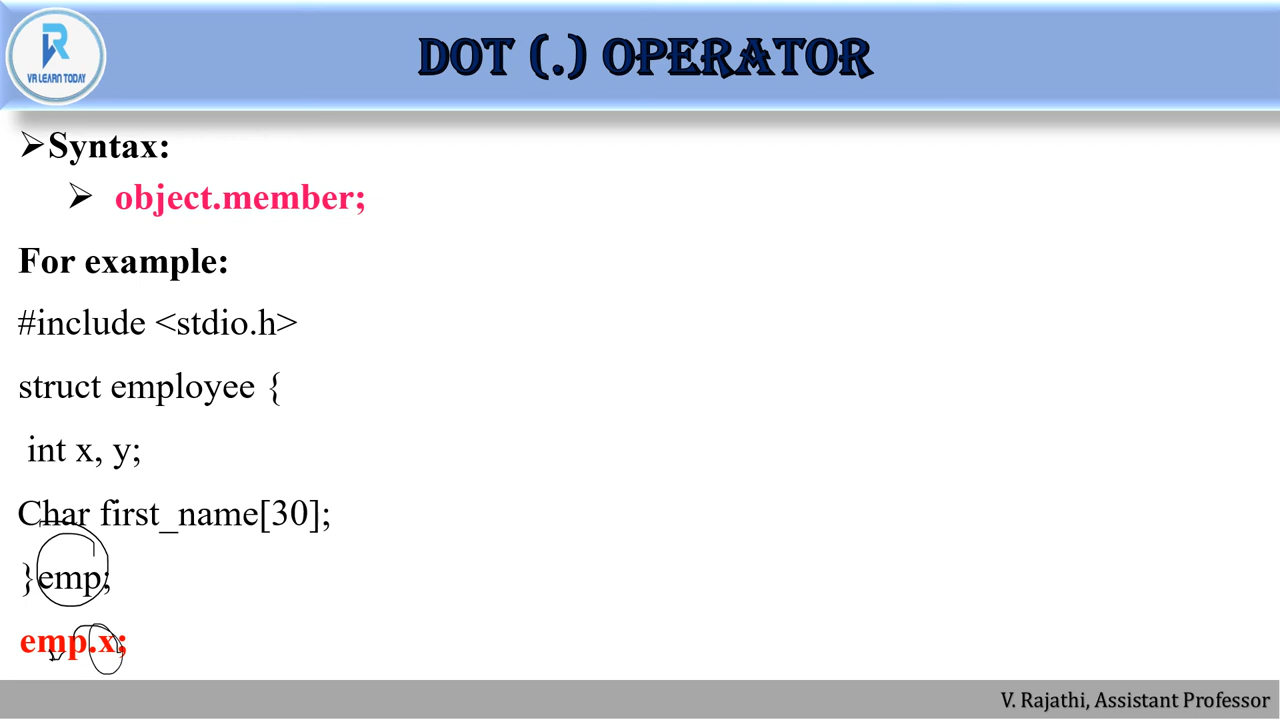 VR LEARN TODAY
DOT (.) OPERATOR
➢Syntax:
➢ object.member;
For example:
#include <stdio.h>
struct employee {
int x, y;
Char first_name[30];
}emp;
emp.x;
V. Rajathi, Assistant Professor